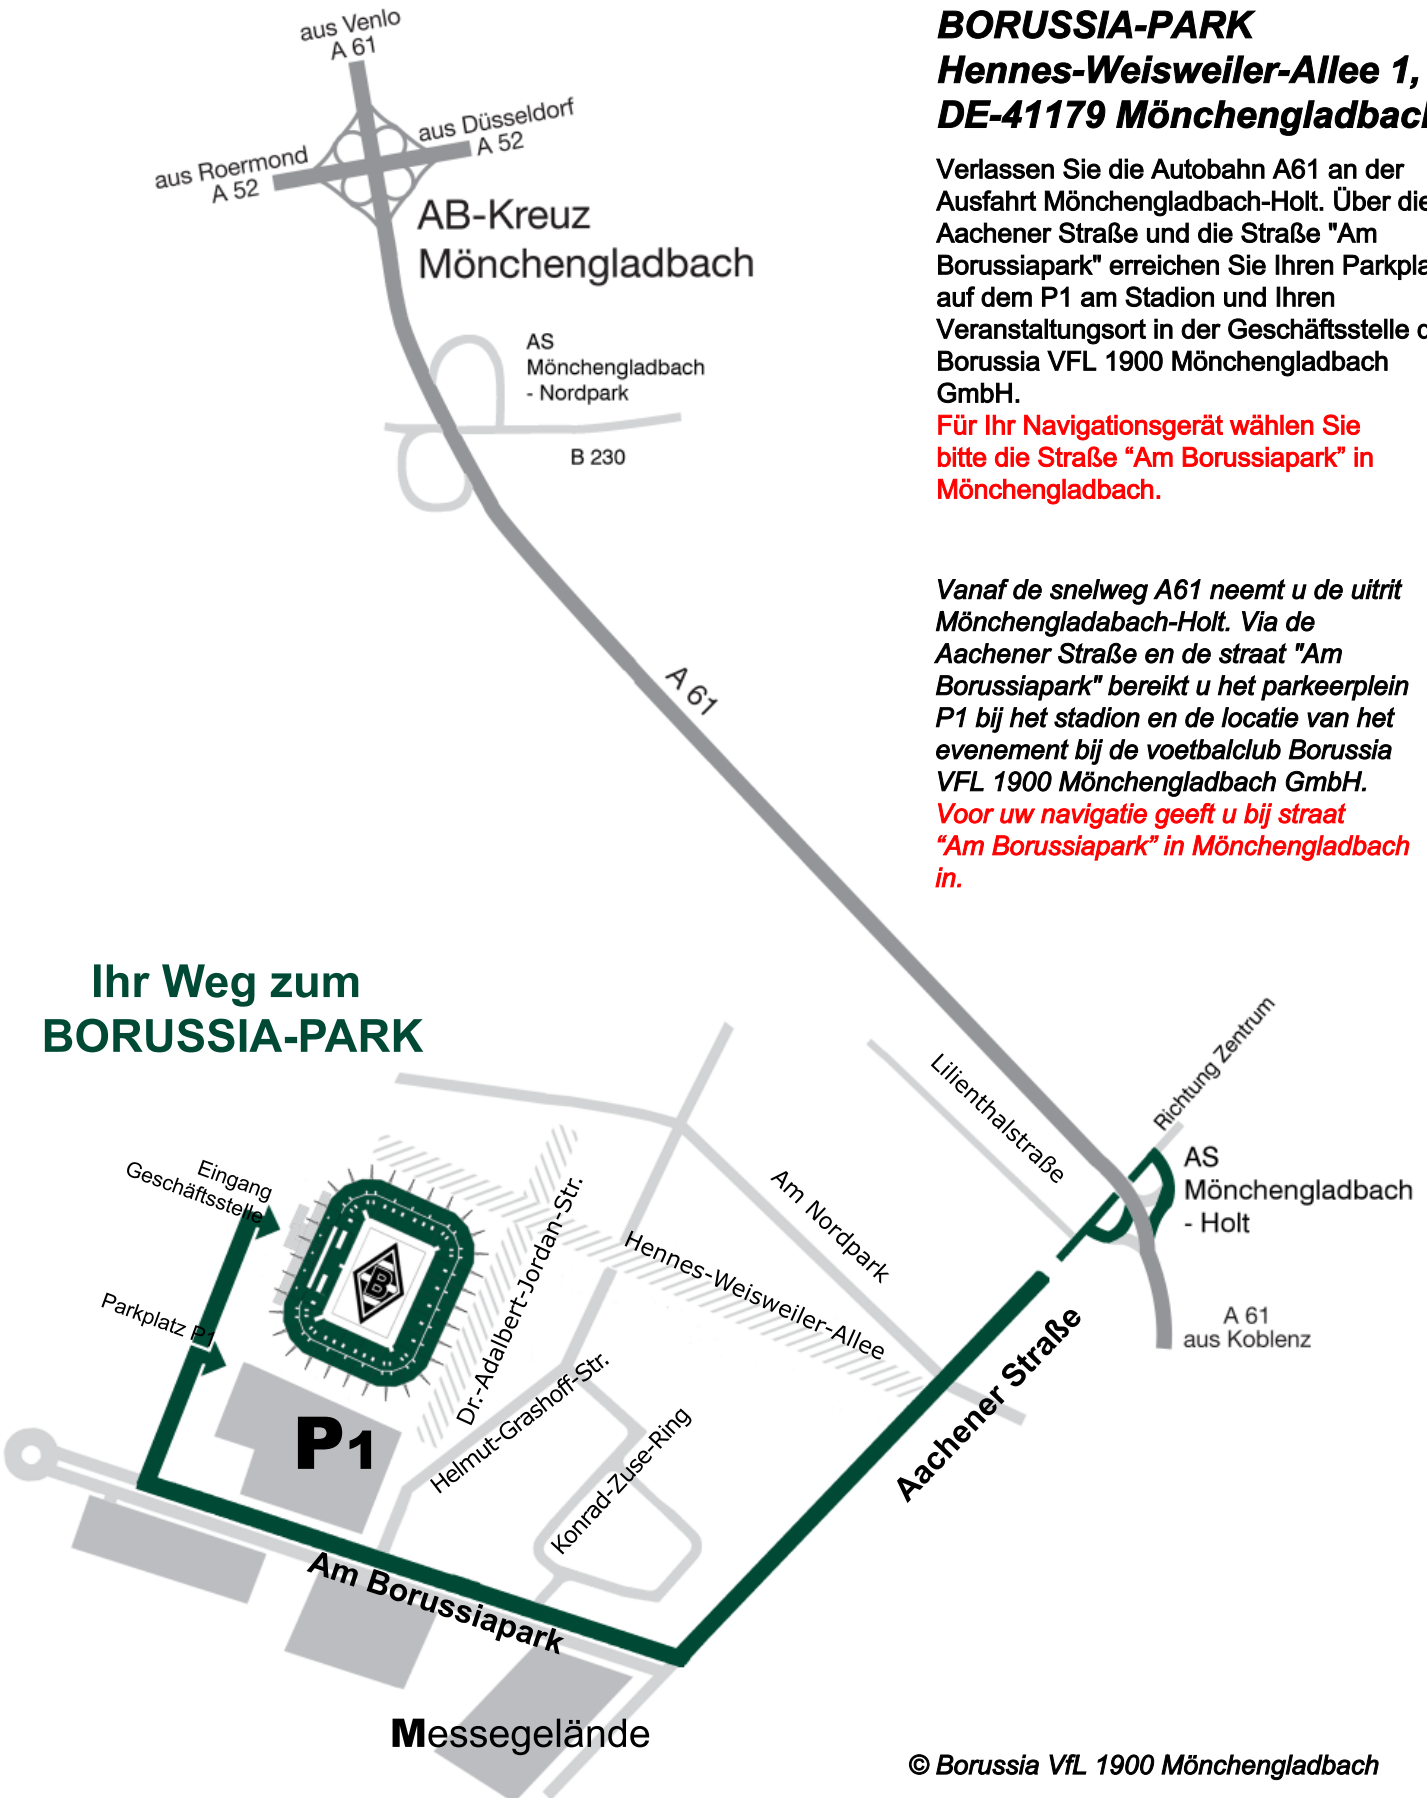 aus Venlo
A 61
aus Düsseldorf
A 52
aus Roermond
A 52
AB-Kreuz
Mönchengladbach
AS
Mönchengladbach
- Nordpark
B 230
A 61
BORUSSIA-PARK
Hennes-Weisweiler-Allee 1,
DE-41179 Mönchengladbach
Verlassen Sie die Autobahn A61 an der
Ausfahrt Mönchengladbach-Holt. Über die
Aachener Straße und die Straße "Am
Borussiapark" erreichen Sie Ihren Parkpla
auf dem P1 am Stadion und Ihren
Veranstaltungsort in der Geschäftsstelle d
Borussia VFL 1900 Mönchengladbach
GmbH.
Für Ihr Navigationsgerät wählen Sie
bitte die Straße “Am Borussiapark” in
Mönchengladbach.
Vanaf de snelweg A61 neemt u de uitrit
Mönchengladabach-Holt. Via de
Aachener Straße en de straat "Am
Borussiapark" bereikt u het parkeerplein
P1 bij het stadion en de locatie van het
evenement bij de voetbalclub Borussia
VFL 1900 Mönchengladbach GmbH.
Voor uw navigatie geeft u bij straat
“Am Borussiapark” in Mönchengladbach
in.
Ihr Weg zum
BORUSSIA-PARK
Richtung Zentrum
Lilienthalstraße
AS
Mönchengladbach
- Holt
A 61
aus Koblenz
Eingang
Geschäftsstelle
Parkplatz P1
B
Dr.-Adalbert-Jordan-Str.
Am Nordpark
Hennes-Weisweiler-Allee
Helmut-Grashoff-Str.
Konrad-Zuse-Ring
Aachener Straße
P1
Am Borussiapark
Messegelände
© Borussia VfL 1900 Mönchengladbach